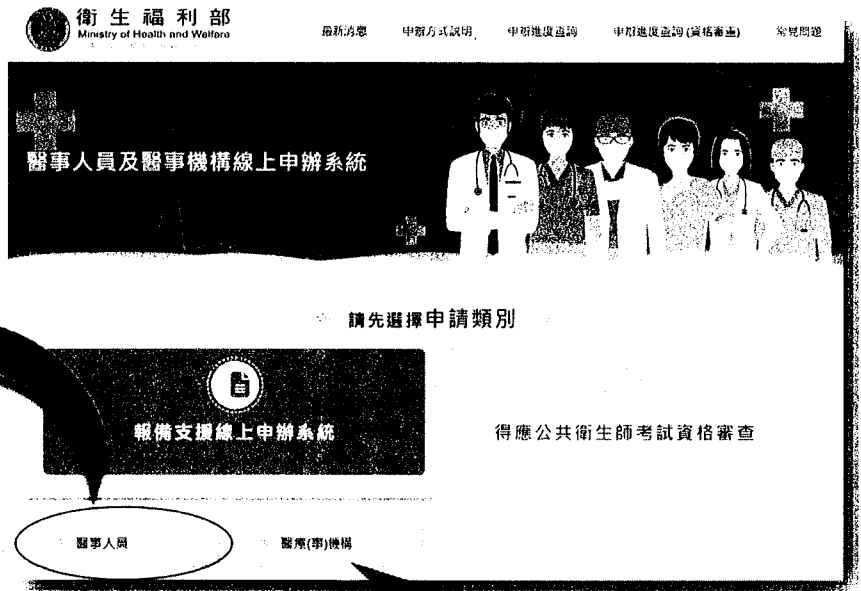 衛生福利部
Ministry of Health and Welfare
最新消息
申辦方式說明
申辦進度查詢
申辦進度查詢(資格審查)
常見問題
醫事人員及醫事機構線上申辦系統
請先選擇申請類別
報備支援線上申辦系統
得應公共衛生師考試資格審查
醫事人員
醫療(事)機構